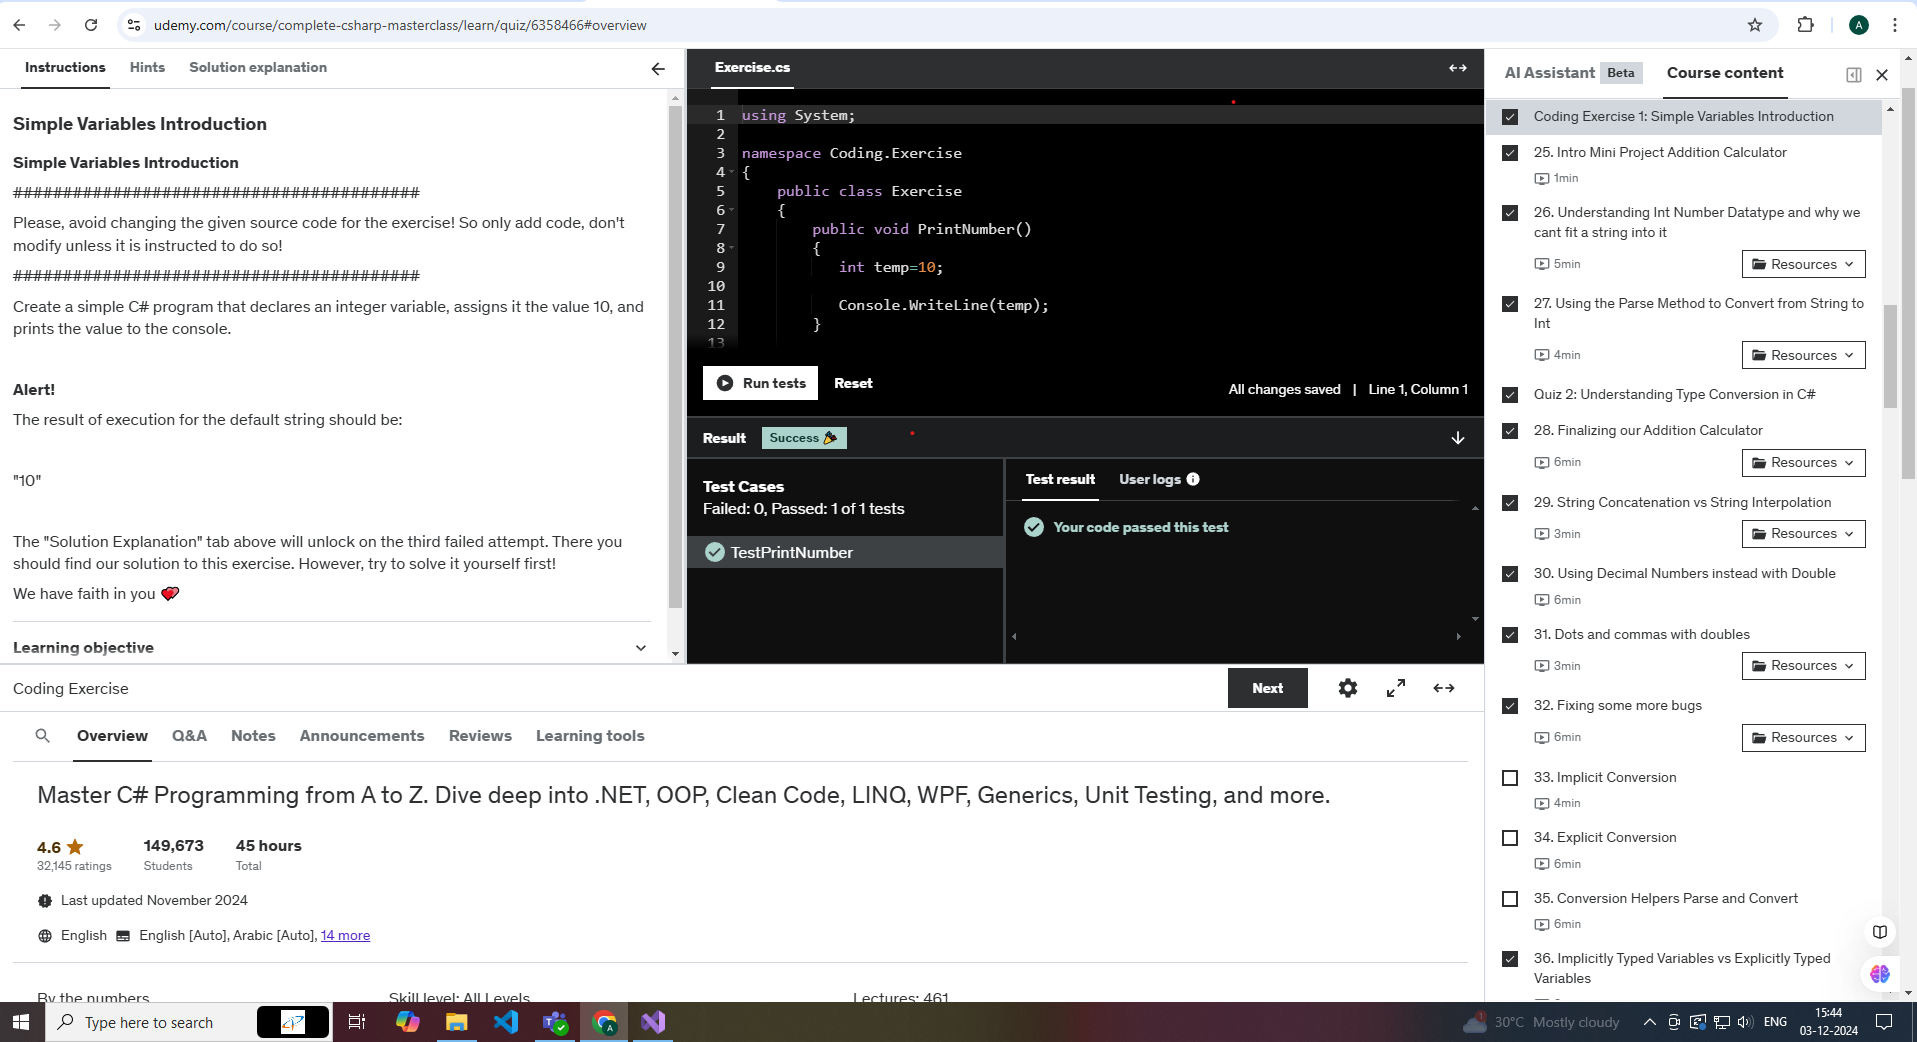 udemy.com/course/complete-csharp-masterclass/learn/quiz/6358466#overview
A
Instructions
Hints
Solution explanation
Simple Variables Introduction
Simple Variables Introduction
##########################################
Please, avoid changing the given source code for the exercise! So only add code, don't
modify unless it is instructed to do so!
##########################################
Create a simple C# program that declares an integer variable, assigns it the value 10, and
prints the value to the console.
Alert!
The result of execution for the default string should be:
"10"
The "Solution Explanation" tab above will unlock on the third failed attempt. There you
should find our solution to this exercise. However, try to solve it yourself first!
We have faith in you 💕
Learning objective
Exercise.cs
1 using System;
2
3 namespace Coding.Exercise
4 {
5     public class Exercise
6     {
7         public void PrintNumber()
8         {
9            int temp=10;
10
11            Console.WriteLine(temp);
12         }
13
Run tests
Reset
All changes saved | Line 1, Column 1
Result
Success 🎉
Test Cases
Failed: 0, Passed: 1 of 1 tests
TestPrintNumber
Test result
User logs
Your code passed this test
AI Assistant Beta
Course content
Coding Exercise 1: Simple Variables Introduction
25. Intro Mini Project Addition Calculator
1min
26. Understanding Int Number Datatype and why we
cant fit a string into it
5min
Resources
27. Using the Parse Method to Convert from String to
Int
4min
Resources
Quiz 2: Understanding Type Conversion in C#
28. Finalizing our Addition Calculator
6min
Resources
29. String Concatenation vs String Interpolation
3min
Resources
30. Using Decimal Numbers instead with Double
6min
31. Dots and commas with doubles
3min
Resources
32. Fixing some more bugs
6min
Resources
33. Implicit Conversion
4min
34. Explicit Conversion
6min
35. Conversion Helpers Parse and Convert
6min
36. Implicitly Typed Variables vs Explicitly Typed
Variables
Coding Exercise
Next
Overview
Q&A
Notes
Announcements
Reviews
Learning tools
Master C# Programming from A to Z. Dive deep into .NET, OOP, Clean Code, LINQ, WPF, Generics, Unit Testing, and more.
4.6
149,673
45 hours
32,145 ratings
Students
Total
Last updated November 2024
English
English [Auto], Arabic [Auto], 14 more
By the numbers
Skill level: All Levels
Lectures: 461
Type here to search
A
1
30°C Mostly cloudy
ENG
15:44
03-12-2024